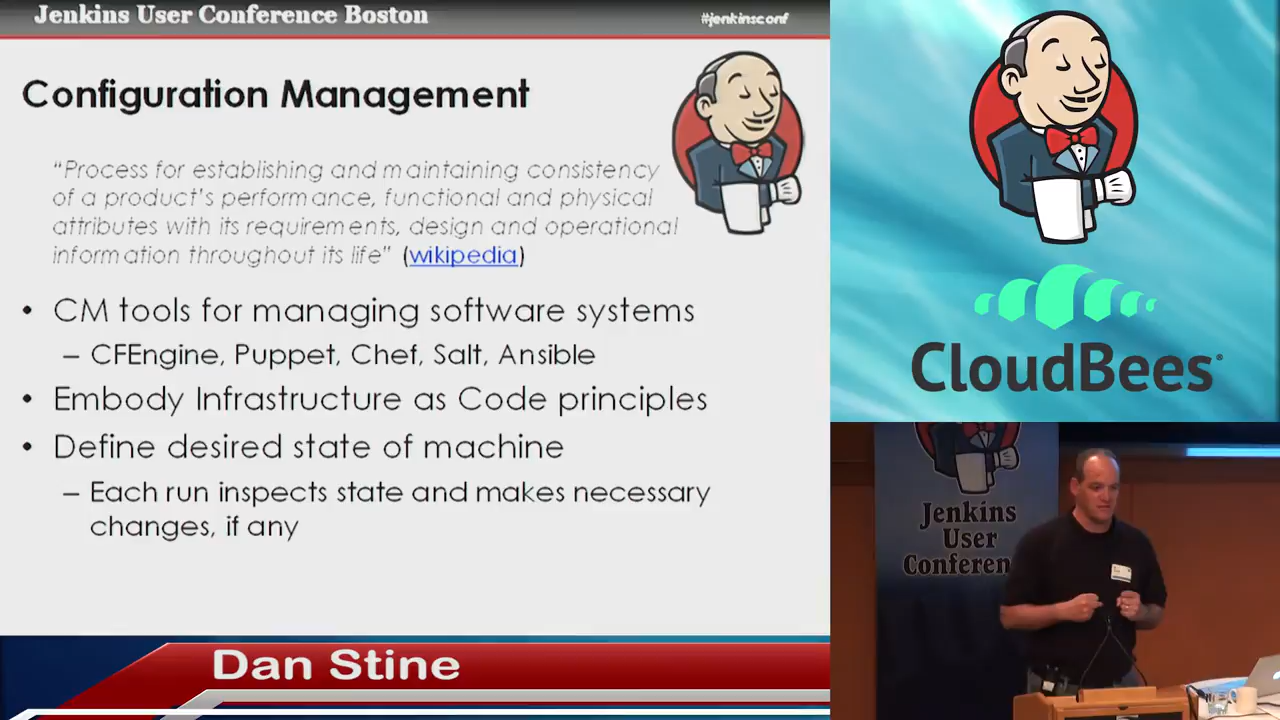 Jenkins User Conference Boston
#jenkinsconf
Configuration Management
“Process for establishing and maintaining consistency
of a product’s performance, functional and physical
attributes with its requirements, design and operational
information throughout its life” (wikipedia)
• CM tools for managing software systems
– CFEngine, Puppet, Chef, Salt, Ansible
• Embody Infrastructure as Code principles
• Define desired state of machine
– Each run inspects state and makes necessary
changes, if any
Dan Stine
CloudBees®
Jenkins
User
Conferen